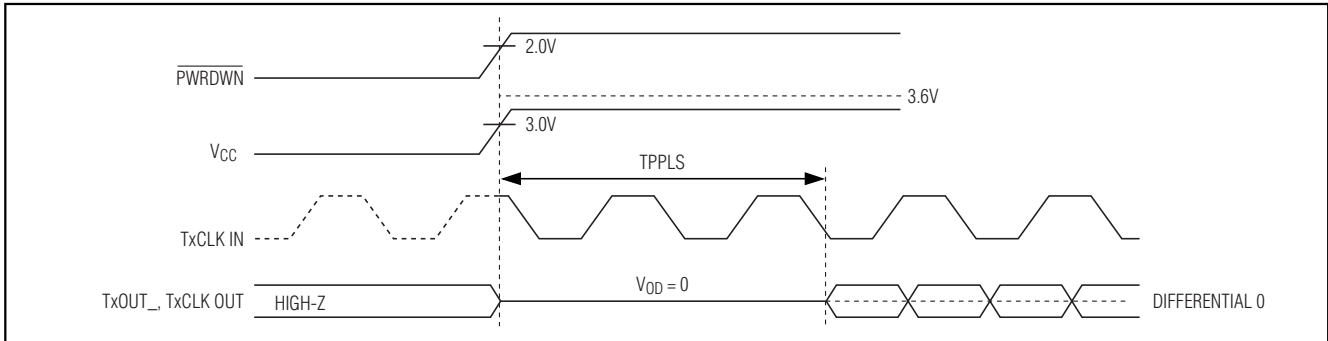 2.0V
PWRDWN
3.6V
3.0V
VCC
TPPLS
TxCLK IN
VOD = 0
TxOUT_, TxCLK OUT HIGH-Z
DIFFERENTIAL 0